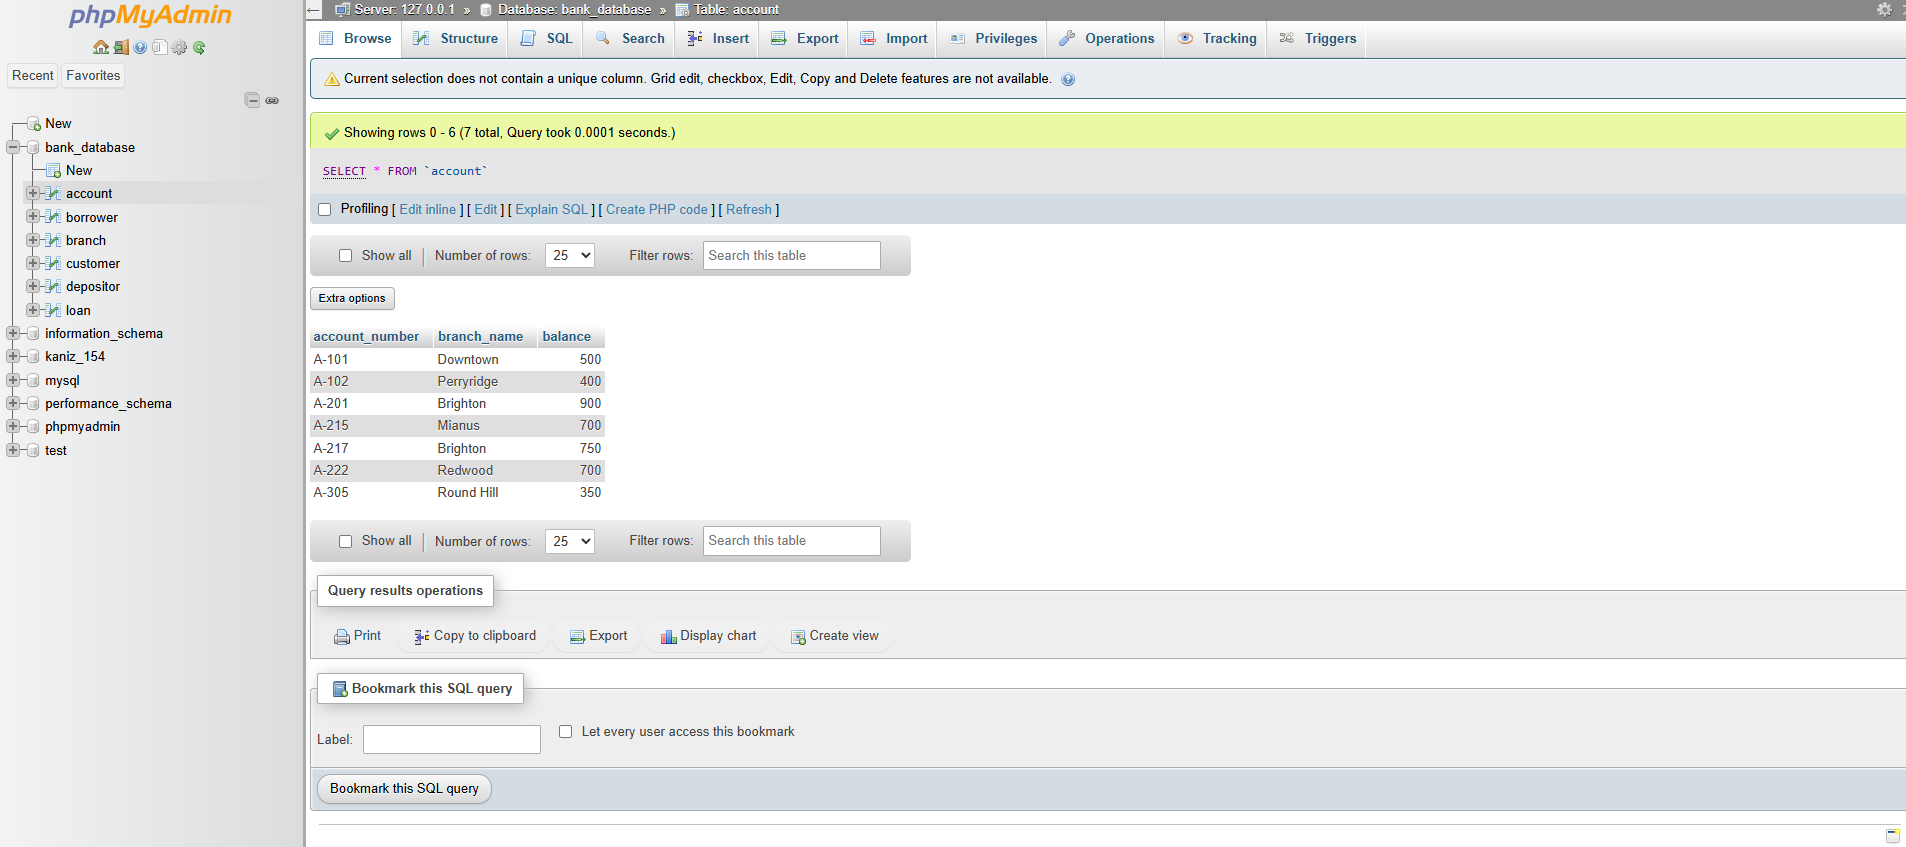 phpMyAdmin
Recent Favorites
New
bank_database
New
account
borrower
branch
customer
depositor
loan
information_schema
kaniz_154
mysql
performance_schema
phpmyadmin
test
Server: 127.0.0.1 » Database: bank_database » Table: account
Browse Structure SQL Search Insert Export Import Privileges Operations Tracking Triggers
Current selection does not contain a unique column. Grid edit, checkbox, Edit, Copy and Delete features are not available.
Showing rows 0 - 6 (7 total, Query took 0.0001 seconds.)
SELECT * FROM `account`
Profiling [ Edit inline ] [ Edit ] [ Explain SQL ] [ Create PHP code ] [ Refresh ]
Show all Number of rows: 25 Filter rows: Search this table
Extra options
account_number branch_name balance
A-101 Downtown 500
A-102 Perryridge 400
A-201 Brighton 900
A-215 Mianus 700
A-217 Brighton 750
A-222 Redwood 700
A-305 Round Hill 350
Show all Number of rows: 25 Filter rows: Search this table
Query results operations
Print Copy to clipboard Export Display chart Create view
Bookmark this SQL query
Label: Let every user access this bookmark
Bookmark this SQL query